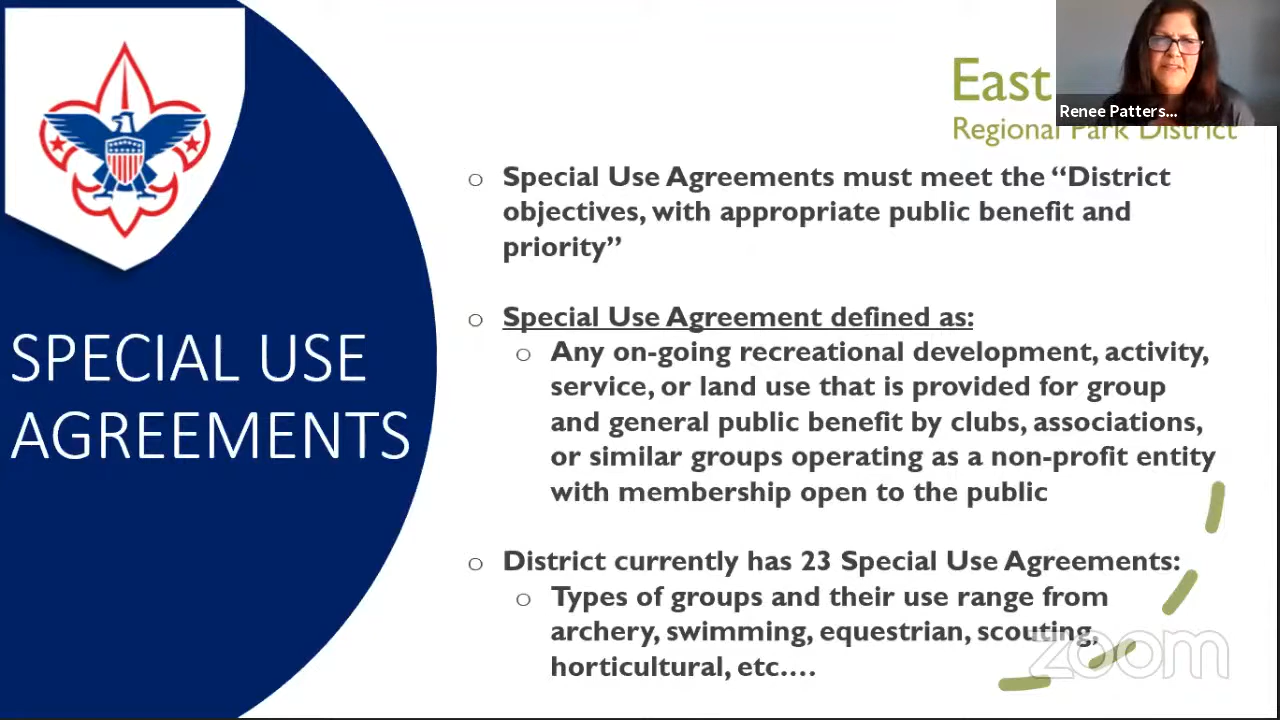 East
Renee Patters...
Regional Park District
Special Use Agreements must meet the “District
objectives, with appropriate public benefit and
priority”
SPECIAL USE
AGREEMENTS
Special Use Agreement defined as:
Any on-going recreational development, activity,
service, or land use that is provided for group
and general public benefit by clubs, associations,
or similar groups operating as a non-profit entity
with membership open to the public
District currently has 23 Special Use Agreements:
Types of groups and their use range from
archery, swimming, equestrian, scouting,
horticultural, etc....
zoom